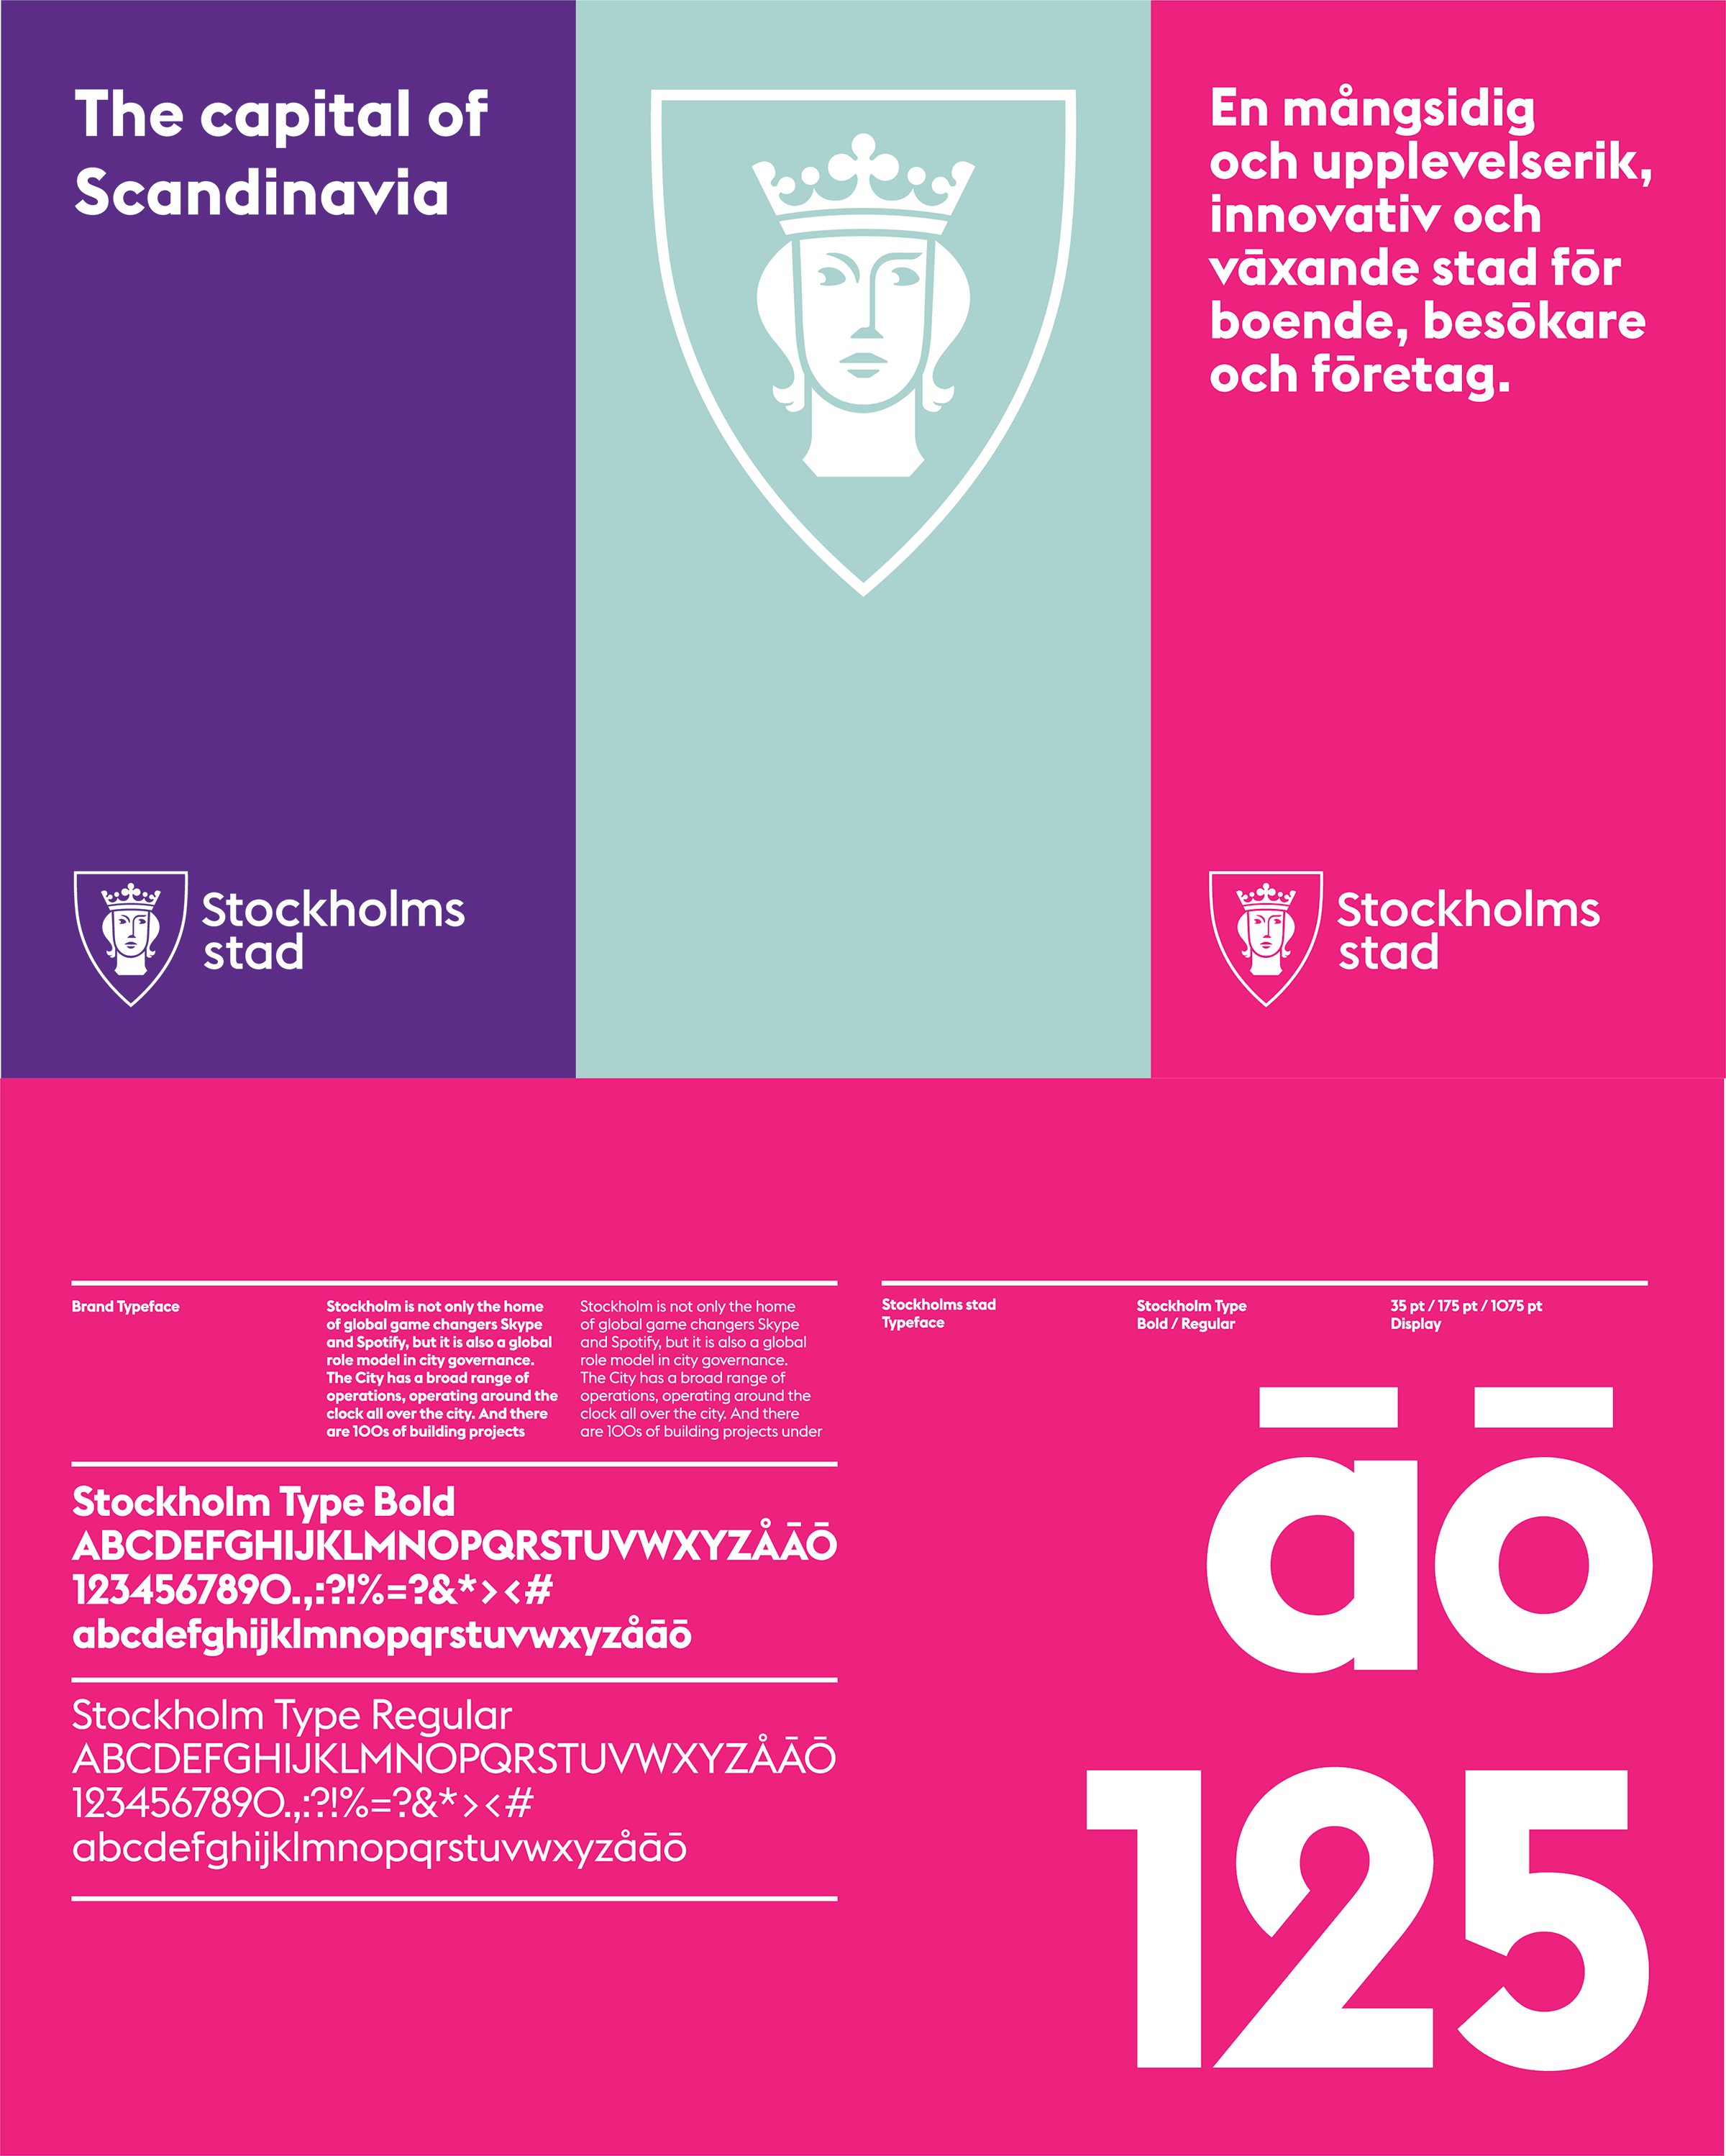 The capital of
Scandinavia
Stockholms
stad
En mångsidig
och upplevelserik,
innovativ och
vāxande stad fōr
boende, besōkare
och fōretag.
Stockholms
stad
Brand Typeface
Stockholm is not only the home
of global game changers Skype
and Spotify, but it is also a global
role model in city governance.
The City has a broad range of
operations, operating around the
clock all over the city. And there
are 100s of building projects
Stockholm is not only the home
of global game changers Skype
and Spotify, but it is also a global
role model in city governance.
The City has a broad range of
operations, operating around the
clock all over the city. And there
are 100s of building projects under
Stockholm Type Bold
ABCDEFGHIJKLMNOPQRSTUVWXYZÅĀŌ
1234567890.,:?!%=?&*><#
abcdefghijklmnopqrstuvwxyzåāō
Stockholm Type Regular
ABCDEFGHIJKLMNOPQRSTUVWXYZÅĀŌ
1234567890.,:?!%=?&*><#
abcdefghijklmnopqrstuvwxyzåāō
Stockholms stad
Typeface
Stockholm Type
Bold / Regular
35 pt / 175 pt / 1075 pt
Display
āō
125